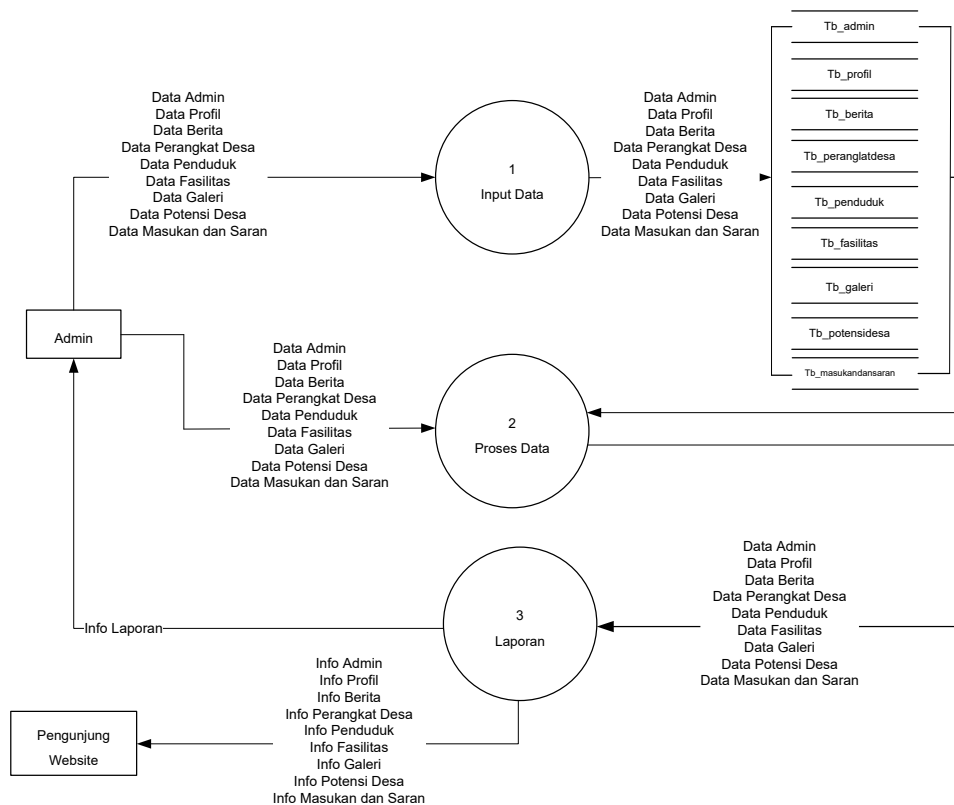 Tb_admin
Tb_profil
Tb_berita
Tb_peranglatdesa
Tb_penduduk
Tb_fasilitas
Tb_galeri
Tb_potensidesa
Tb_masukandansaran
Data Admin
Data Profil
Data Berita
Data Perangkat Desa
Data Penduduk
Data Fasilitas
Data Galeri
Data Potensi Desa
Data Masukan dan Saran
1
Input Data
Data Admin
Data Profil
Data Berita
Data Perangkat Desa
Data Penduduk
Data Fasilitas
Data Galeri
Data Potensi Desa
Data Masukan dan Saran
Admin
Data Admin
Data Profil
Data Berita
Data Perangkat Desa
Data Penduduk
Data Fasilitas
Data Galeri
Data Potensi Desa
Data Masukan dan Saran
2
Proses Data
Data Admin
Data Profil
Data Berita
Data Perangkat Desa
Data Penduduk
Data Fasilitas
Data Galeri
Data Potensi Desa
Data Masukan dan Saran
3
Laporan
Info Laporan
Info Admin
Info Profil
Info Berita
Info Perangkat Desa
Info Penduduk
Info Fasilitas
Info Galeri
Info Potensi Desa
Info Masukan dan Saran
Pengunjung
Website